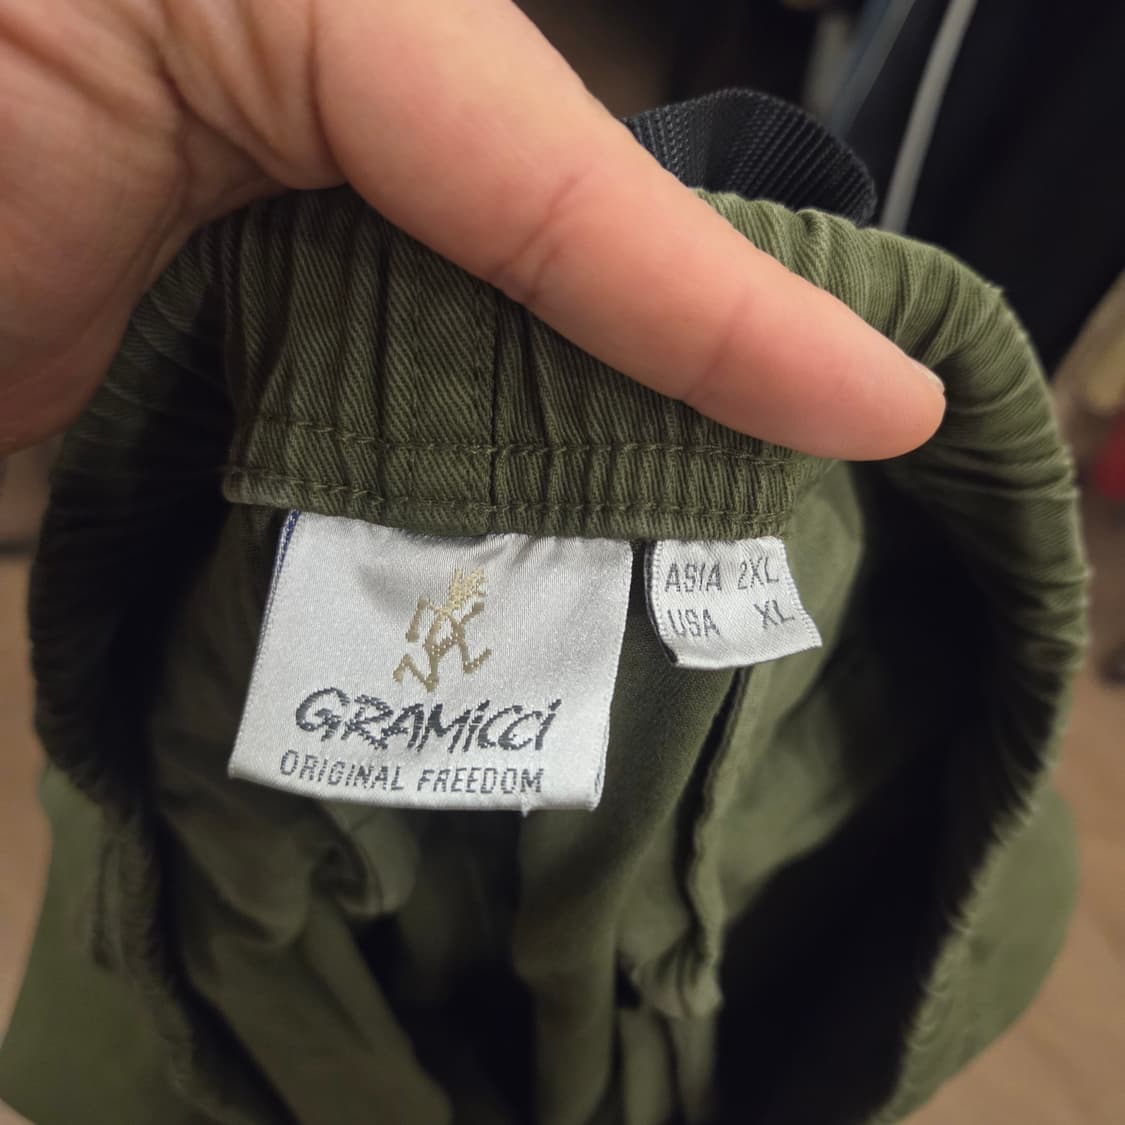 GRAMiCCi
ORIGINAL FREEDOM
ASIA 2XL
USA XL